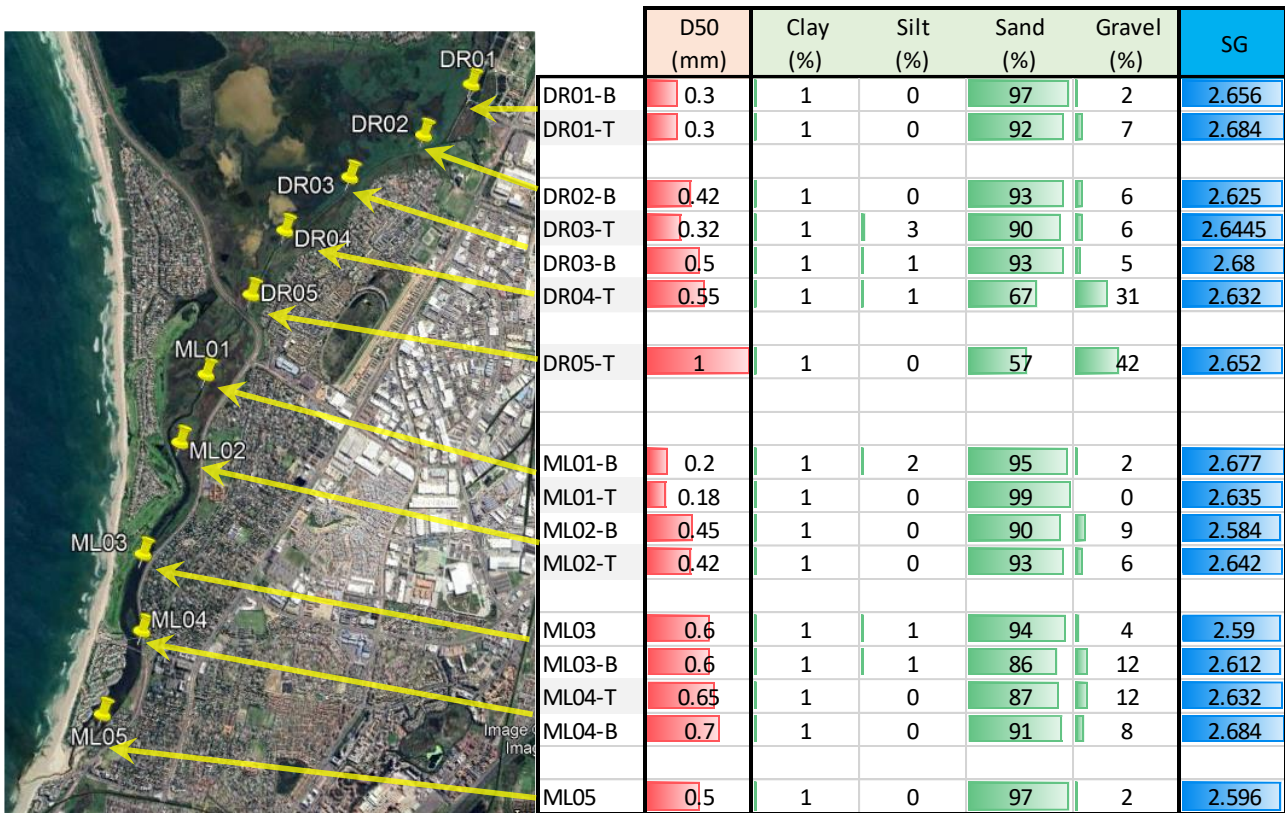 DR01
DR02
DR03
DR04
DR05
ML01
ML02
ML03
ML04
ML05
Image
Imag
D50 (mm) Clay (%) Silt (%) Sand (%) Gravel (%) SG
DR01-B 0.3 1 0 97 2 2.656
DR01-T 0.3 1 0 92 7 2.684
DR02-B 0.42 1 0 93 6 2.625
DR03-T 0.32 1 3 90 6 2.6445
DR03-B 0.5 1 1 93 5 2.68
DR04-T 0.55 1 1 67 31 2.632
DR05-T 1 1 0 57 42 2.652
ML01-B 0.2 1 2 95 2 2.677
ML01-T 0.18 1 0 99 0 2.635
ML02-B 0.45 1 0 90 9 2.584
ML02-T 0.42 1 0 93 6 2.642
ML03 0.6 1 1 94 4 2.59
ML03-B 0.6 1 1 86 12 2.612
ML04-T 0.65 1 0 87 12 2.632
ML04-B 0.7 1 0 91 8 2.684
ML05 0.5 1 0 97 2 2.596